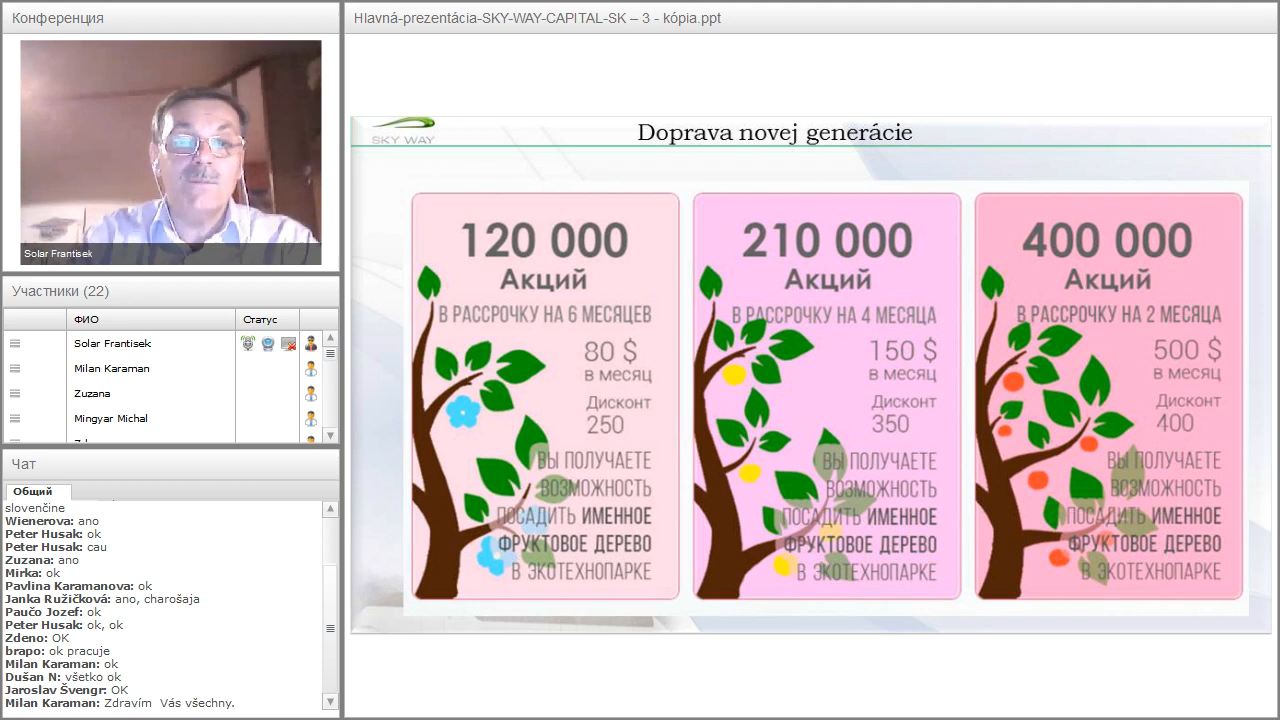 Конференция
Solar Frantisek
Участники (22)
ФИО
Статус
Solar Frantisek
Milan Karaman
Zuzana
Mingyar Michal
Чат
Общий
slovenčine
Wienerova: ano
Peter Husak: ok
Peter Husak: cau
Zuzana: ano
Mirka: ok
Pavlina Karamanova: ok
Janka Ružičková: ano, charošaja
Paučo Jozef: ok
Peter Husak: ok, ok
Zdeno: OK
brapo: ok pracuje
Milan Karaman: ok
Dušan N: všetko ok
Jaroslav Švengr: OK
Milan Karaman: Zdravím Vás všechny.
Hlavná-prezentácia-SKY-WAY-CAPITAL-SK – 3 - kópia.ppt
SKY WAY
Doprava novej generácie
120 000
Акций
В РАССРОЧКУ НА 6 МЕСЯЦЕВ
80 $
в месяц
Дисконт
250
ВЫ ПОЛУЧАЕТЕ
ВОЗМОЖНОСТЬ
ПОСАДИТЬ ИМЕННОЕ
ФРУКТОВОЕ ДЕРЕВО
В ЭКОТЕХНОПАРКЕ
210 000
Акций
В РАССРОЧКУ НА 4 МЕСЯЦА
150 $
в месяц
Дисконт
350
ВЫ ПОЛУЧАЕТЕ
ВОЗМОЖНОСТЬ
ПОСАДИТЬ ИМЕННОЕ
ФРУКТОВОЕ ДЕРЕВО
В ЭКОТЕХНОПАРКЕ
400 000
Акций
В РАССРОЧКУ НА 2 МЕСЯЦА
500 $
в месяц
Дисконт
400
ВЫ ПОЛУЧАЕТЕ
ВОЗМОЖНОСТЬ
ПОСАДИТЬ ИМЕННОЕ
ФРУКТОВОЕ ДЕРЕВО
В ЭКОТЕХНОПАРКЕ